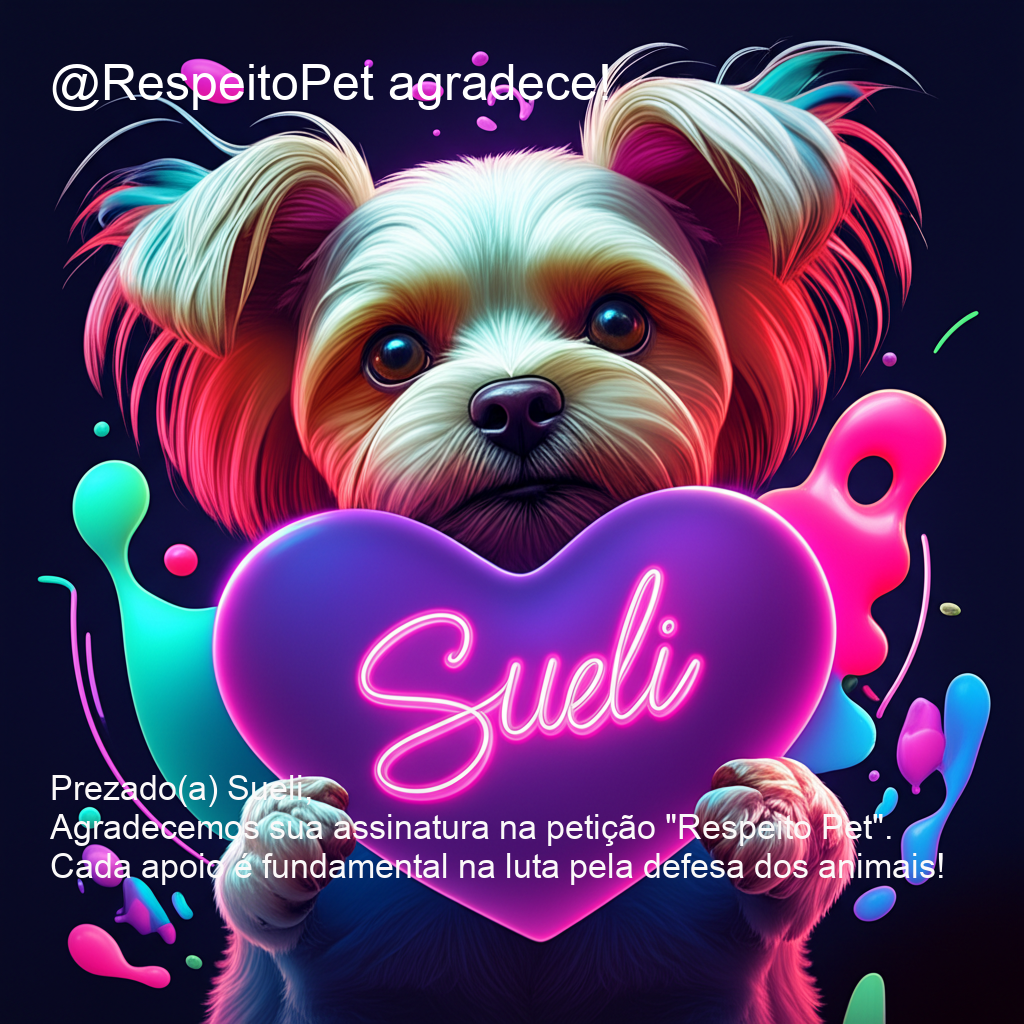 @RespeitoPet agradece!
Sueli
Prezado(a) Sueli,
Agradecemos sua assinatura na petição "Respeito Pet".
Cada apoio é fundamental na luta pela defesa dos animais!